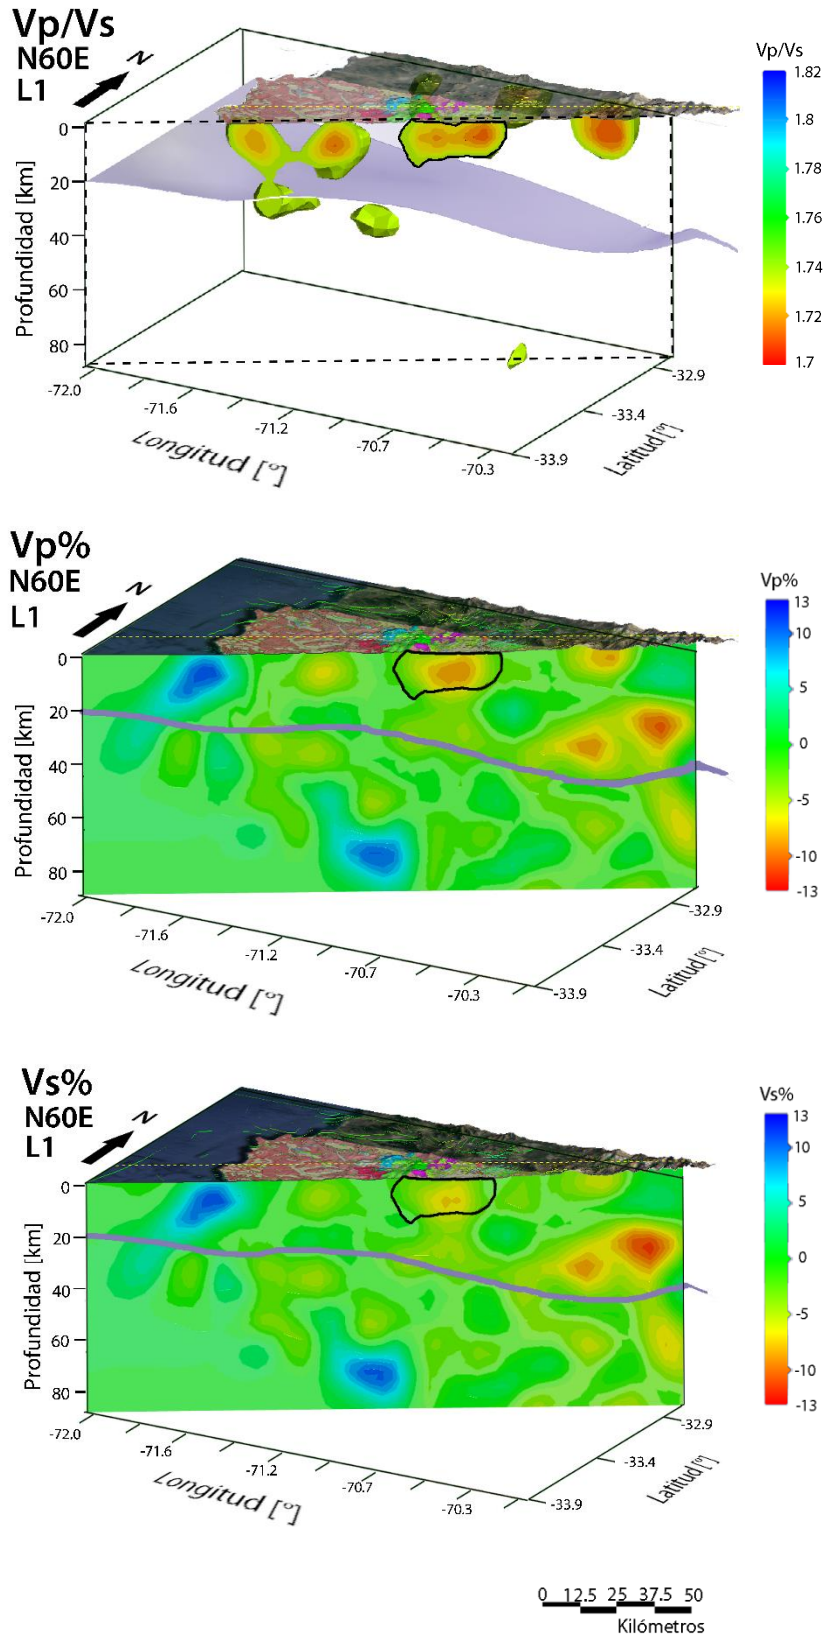 Vp/Vs
N60E
L1
N
Vp/Vs
1.82
1.78
1.76
1.74
1.72
1.7
Profundidad [km]
0
20
40
60
80
-72.0
-71.6
-71.2
-70.7
-70.3
Longitud [º]
-33.9
-33.4
-32.9
Latitud [º]
Vp%
N60E
L1
N
Vp%
13
10
5
0
-5
-10
-13
Profundidad [km]
0
20
40
60
80
-72.0
-71.6
-71.2
-70.7
-70.3
Longitud [º]
-33.9
-33.4
-32.9
Latitud [º]
Vs%
N60E
L1
N
Vs%
13
10
5
0
-5
-10
-13
Profundidad [km]
0
20
40
60
80
-72.0
-71.6
-71.2
-70.7
-70.3
Longitud [º]
-33.9
-33.4
-32.9
Latitud [º]
0 12.5 25 37.5 50
Kilómetros